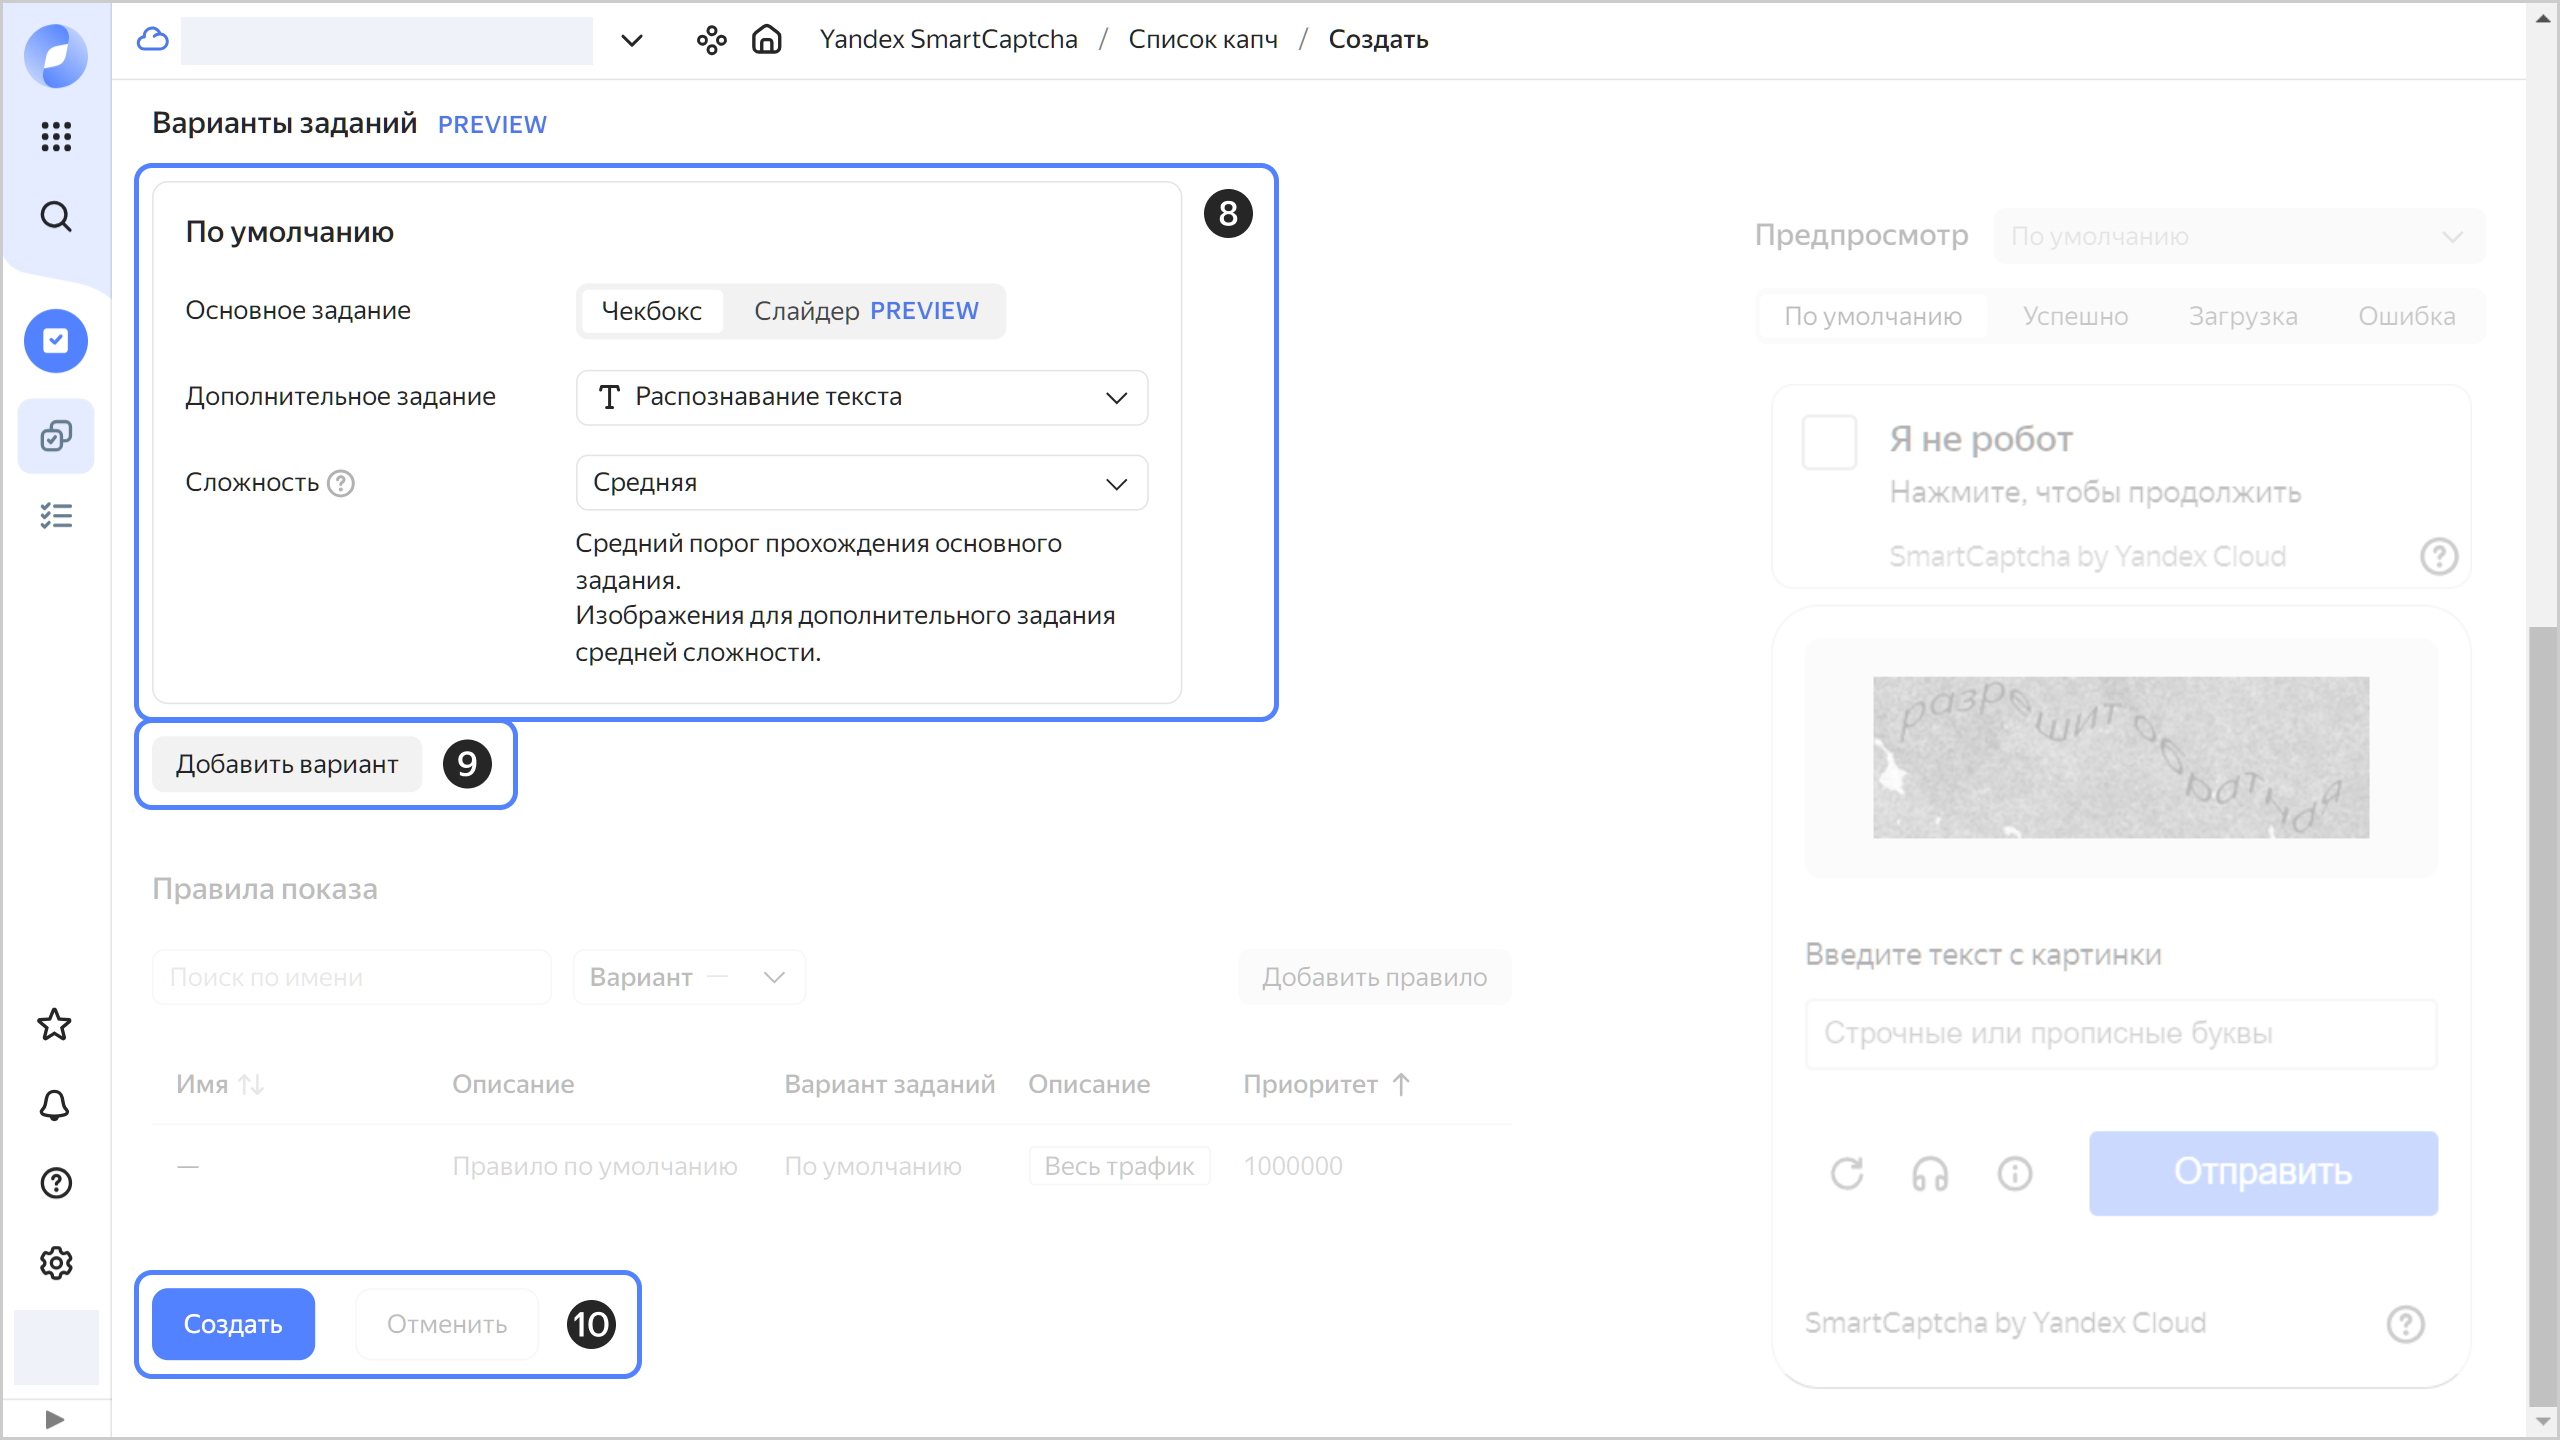 Yandex SmartCaptcha / Список капч / Создать
Варианты заданий PREVIEW
8
По умолчанию
Основное задание
Чекбокс Слайдер PREVIEW
Дополнительное задание
Распознавание текста
Сложность ?
Средняя
Средний порог прохождения основного
задания.
Изображения для дополнительного задания
средней сложности.
Добавить вариант 9
Правила показа
Поиск по имени
Вариант —
Добавить правило
Имя Описание Вариант заданий Описание Приоритет
— Правило по умолчанию По умолчанию Весь трафик 1000000
Создать Отменить 10
Предпросмотр По умолчанию
По умолчанию Успешно Загрузка Ошибка
Я не робот
Нажмите, чтобы продолжить
SmartCaptcha by Yandex Cloud ?
разрешит обратная
Введите текст с картинки
Строчные или прописные буквы
Отправить
SmartCaptcha by Yandex Cloud ?